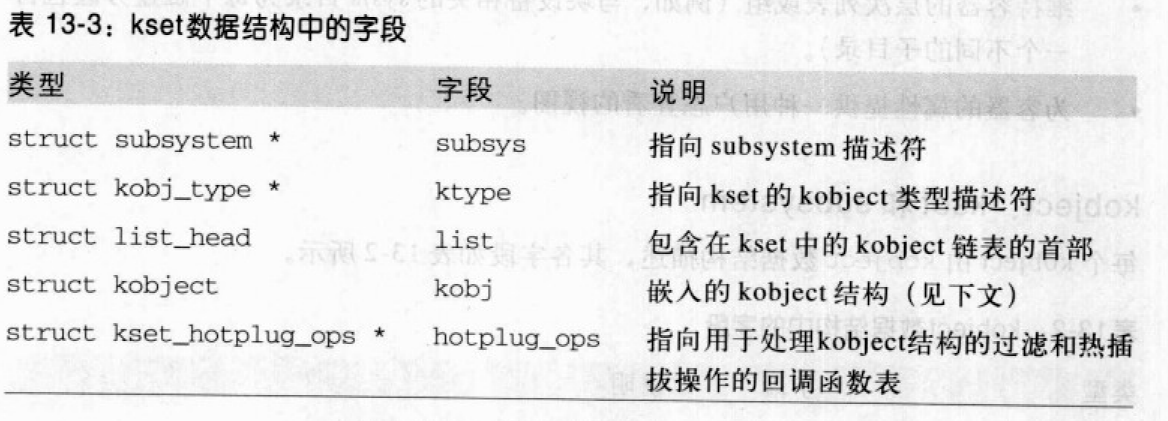 表 13-3：kset数据结构中的字段
类型 字段 说明
struct subsystem * subsys 指向 subsystem 描述符
struct kobj_type * ktype 指向 kset 的 kobject 类型描述符
struct list_head list 包含在 kset 中的 kobject 链表的首部
struct kobject kobj 嵌入的 kobject 结构（见下文）
struct kset_hotplug_ops * hotplug_ops 指向用于处理kobject结构的过滤和热插
拔操作的回调函数表